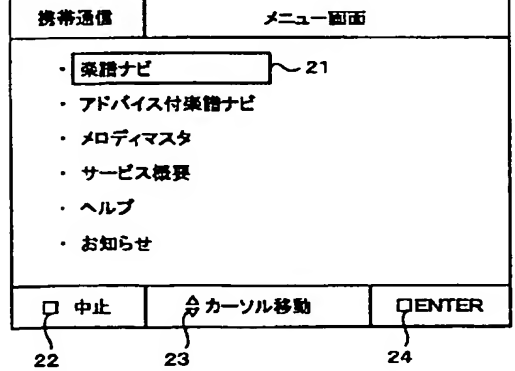 携帯通信 メニュー画面
・ 楽譜ナビ 21
・ アドバイス付楽譜ナビ
・ メロディマスタ
・ サービス概要
・ ヘルプ
・ お知らせ
□ 中止 △▽ カーソル移動 □ENTER
22 23 24